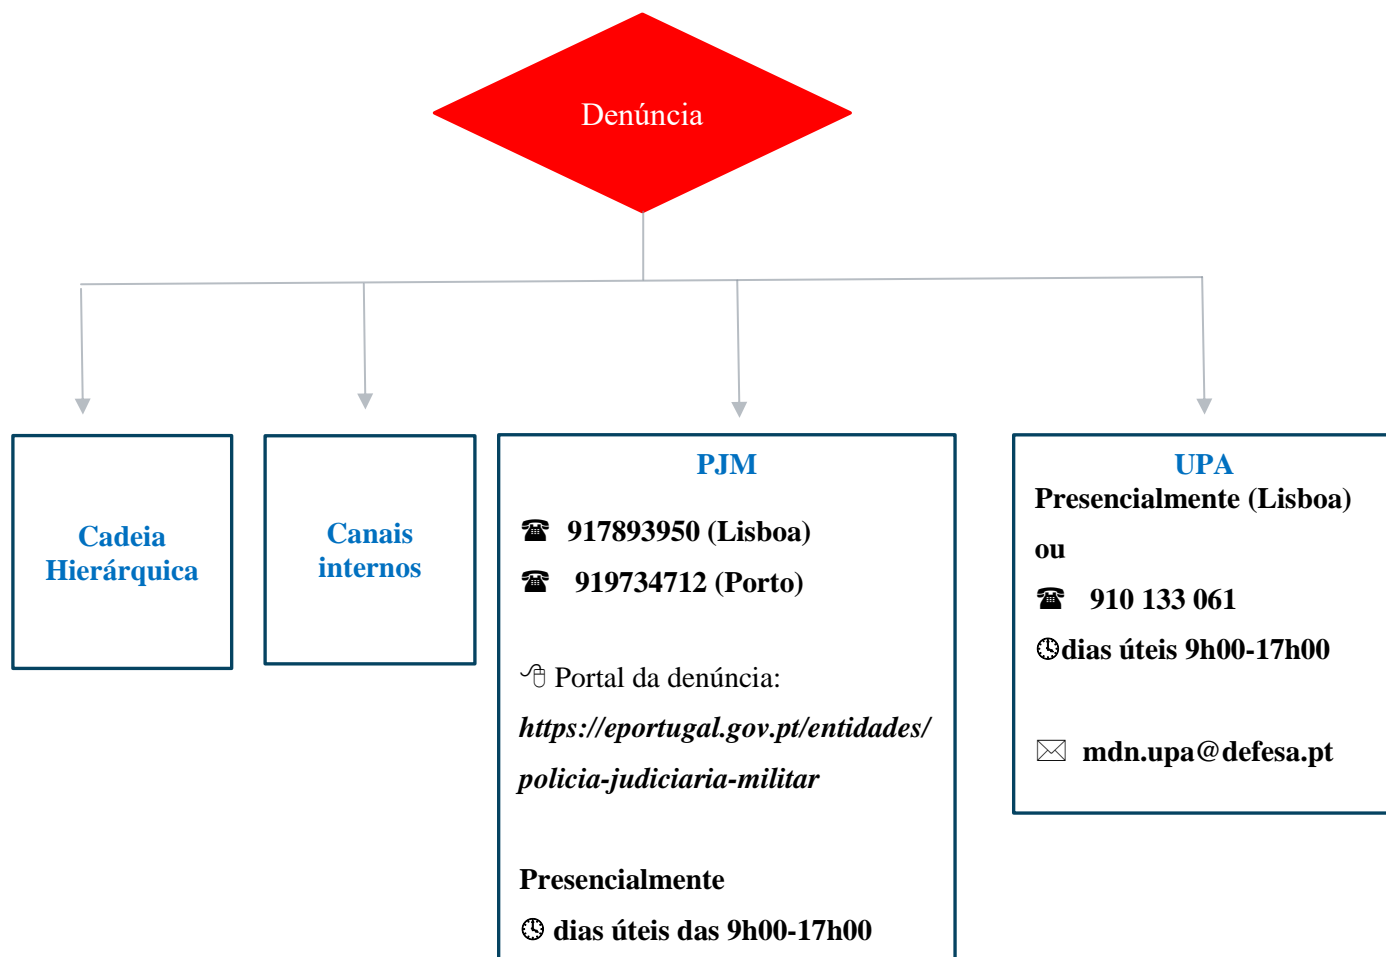 Denúncia
Cadeia
Hierárquica
Canais
internos
PJM
☎ 917893950 (Lisboa)
☎ 919734712 (Porto)
Portal da denúncia:
https://eportugal.gov.pt/entidades/
policia-judiciaria-militar
Presencialmente
dias úteis das 9h00-17h00
UPA
Presencialmente (Lisboa)
ou
☎ 910 133 061
dias úteis 9h00-17h00
mdn.upa@defesa.pt